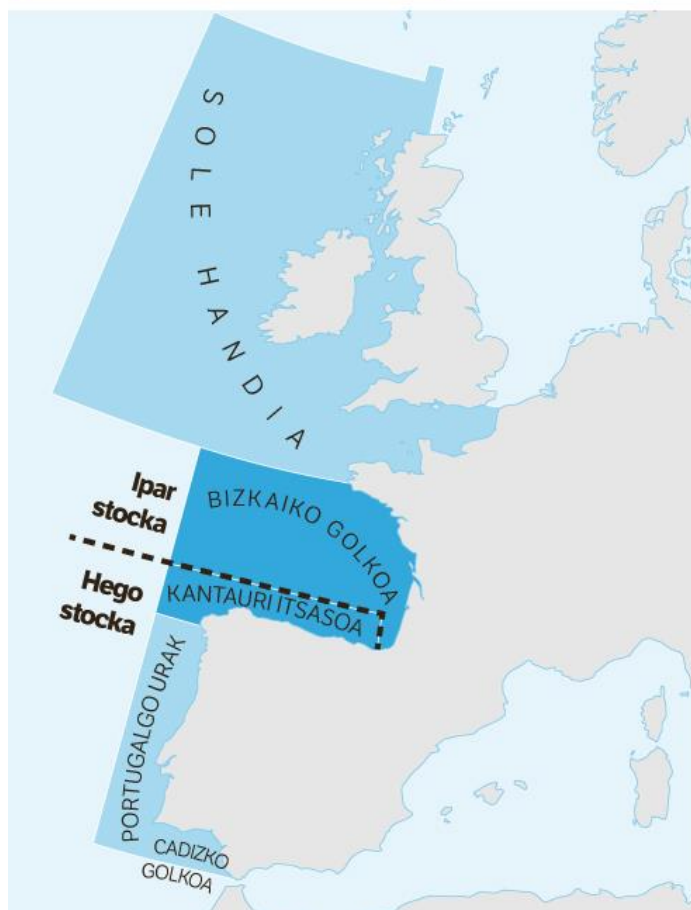 SOLE HANDIA
Ipar
stocka
BIZKAIKO GOLKOA
Hego
stocka
KANTAURI ITSASOA
PORTUGALGO URAK
CADIZKO
GOLKOA